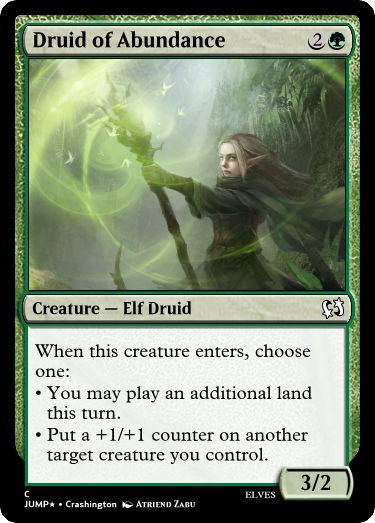 Druid of Abundance 2
Creature — Elf Druid
When this creature enters, choose
one:
• You may play an additional land
this turn.
• Put a +1/+1 counter on another
target creature you control.
3/2
C
ELVES
JUMP★ • Crashington Atriend Zabu